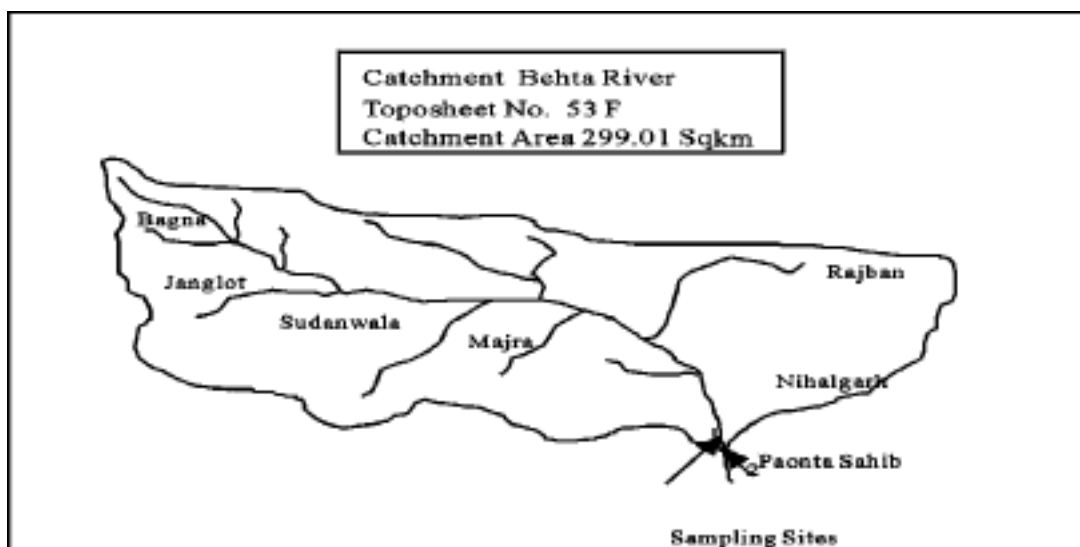 Catchment Behta River
Toposheet No. 53 F
Catchment Area 299.01 Sqkm
Bagna
Rajban
Janglot
Sudanwala
Majra
Nihalgarh
Paonta Sahib
2
Sampling Sites